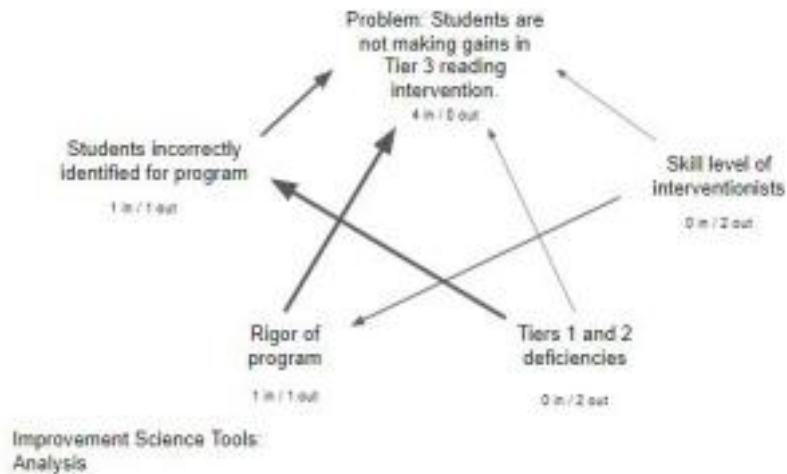 Problem: Students are
not making gains in
Tier 3 reading
intervention.
4 in / 0 out
Students incorrectly
identified for program
1 in / 1 out
Skill level of
interventionists
0 in / 2 out
Rigor of
program
1 in / 1 out
Tiers 1 and 2
deficiencies
0 in / 2 out
Improvement Science Tools:
Analysis